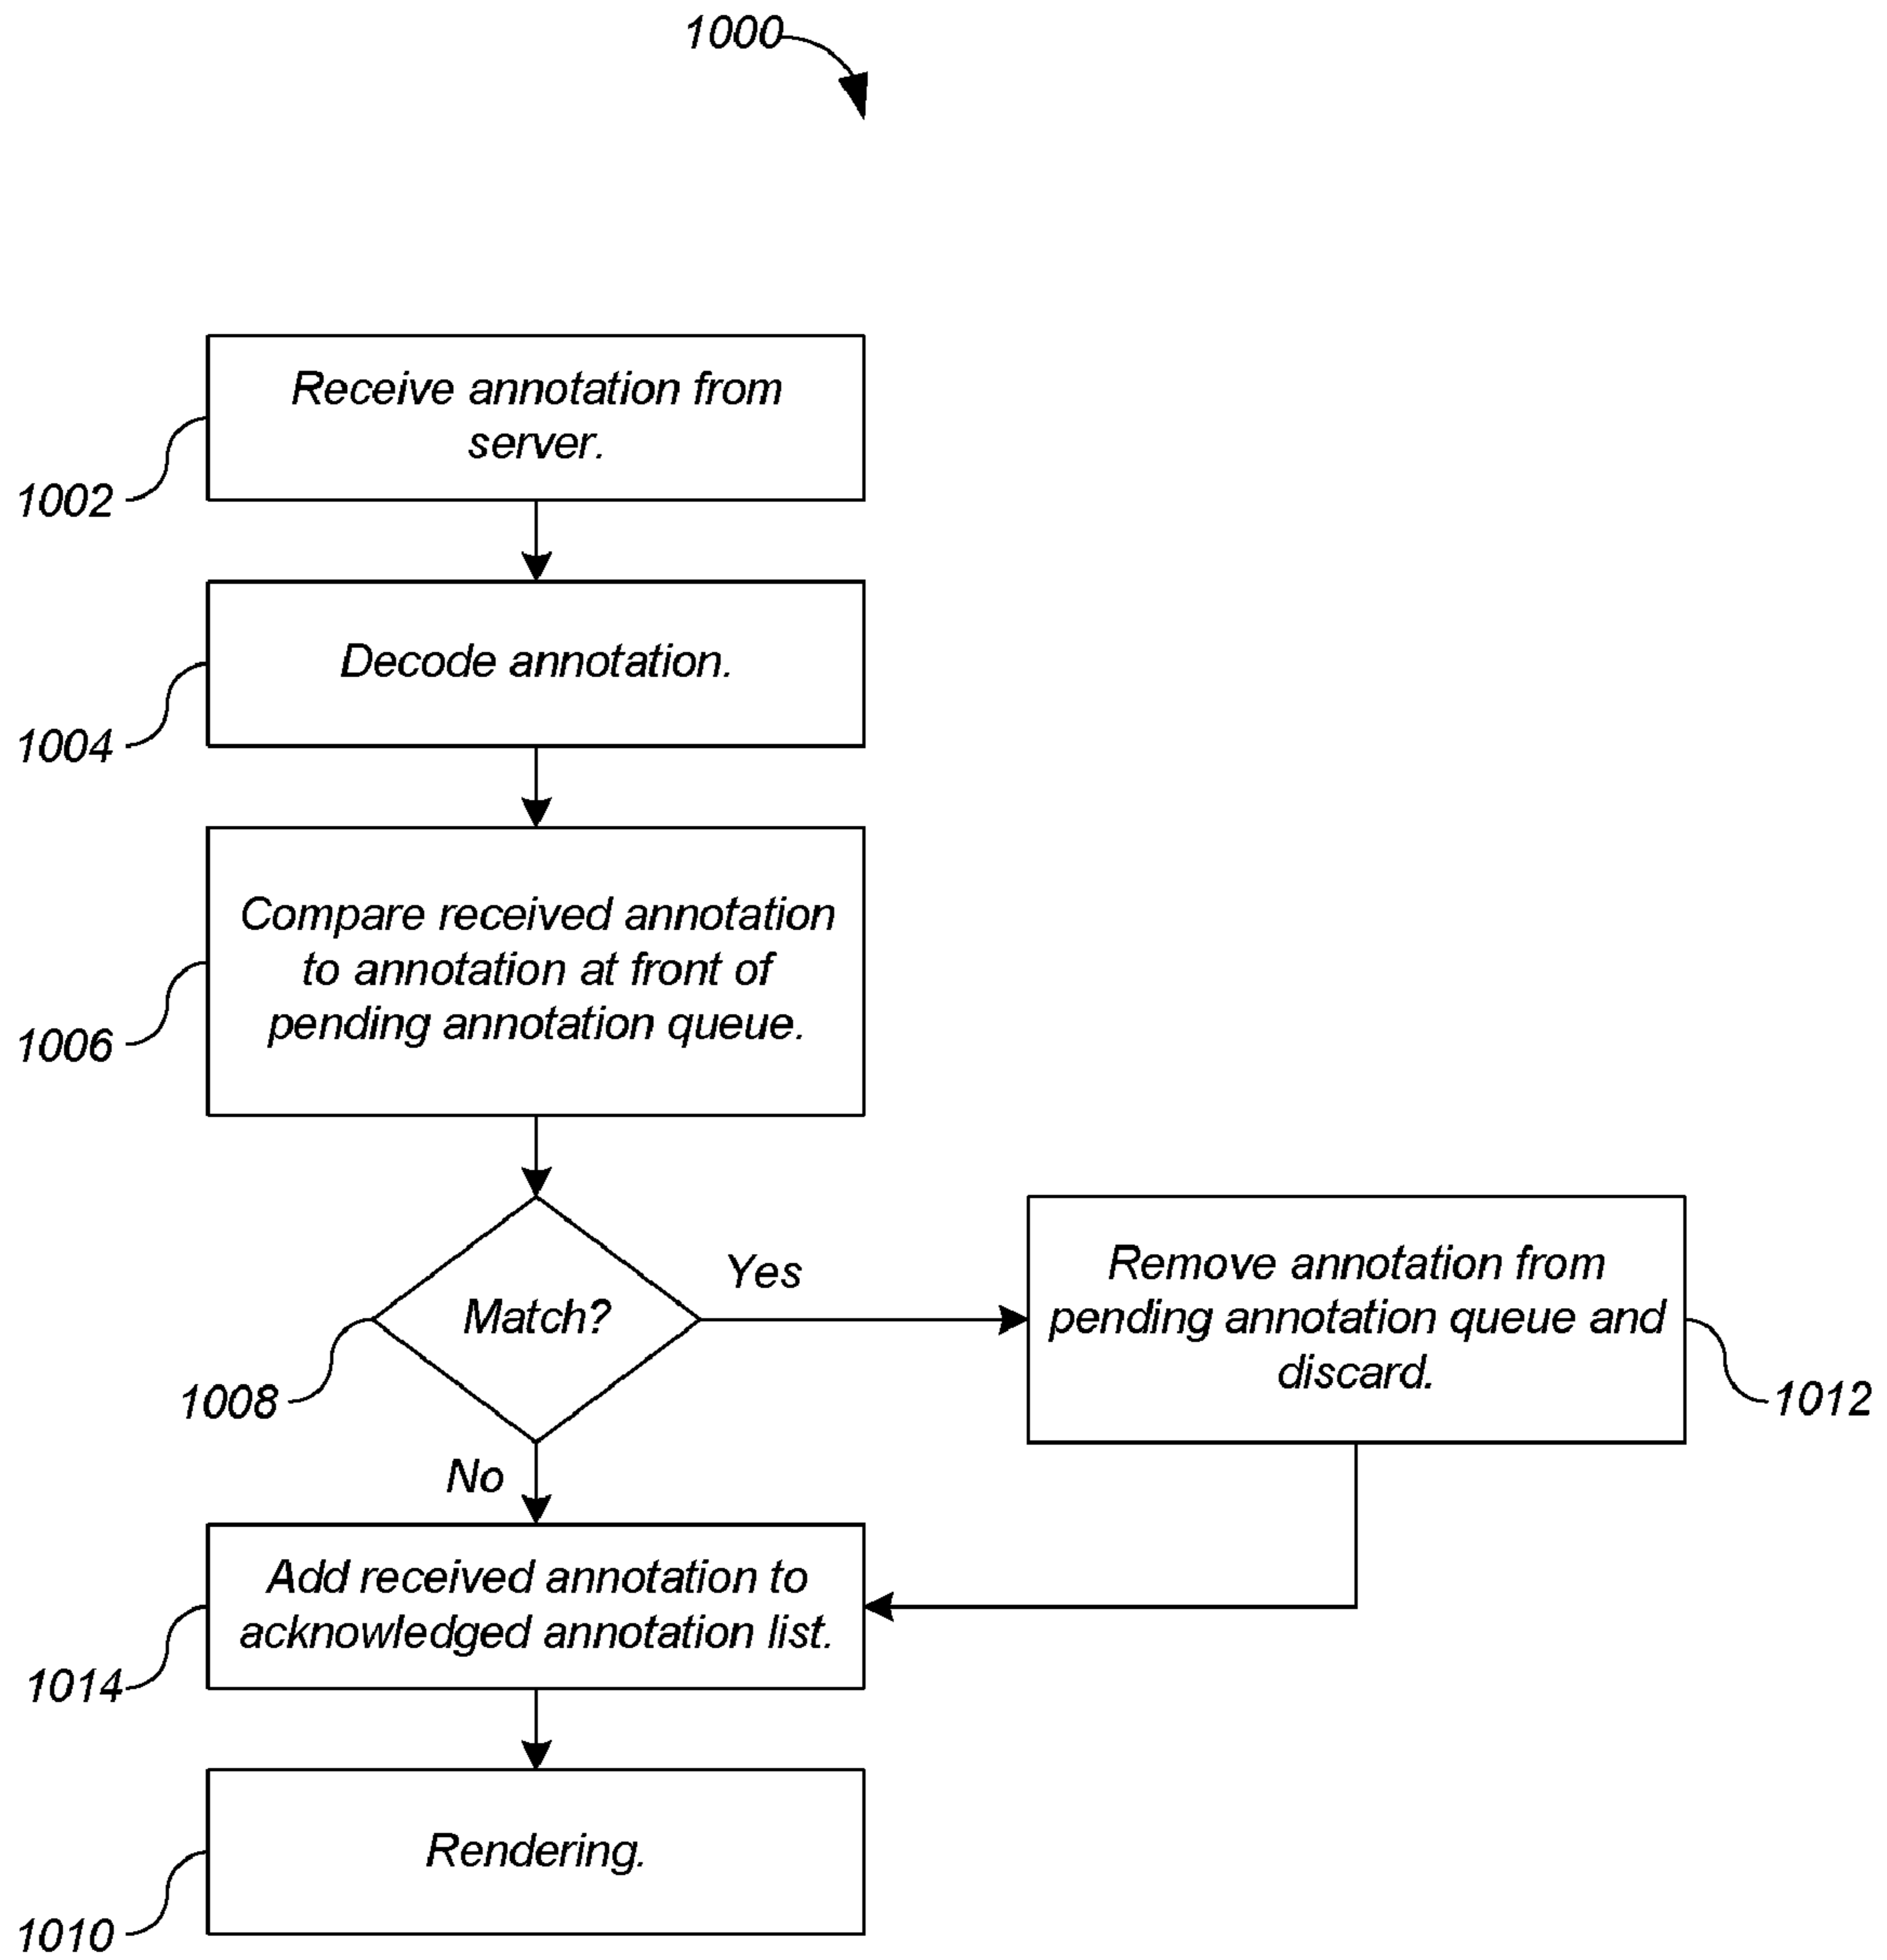 1000
Receive annotation from
server.
1002
Decode annotation.
1004
Compare received annotation
to annotation at front of
pending annotation queue.
1006
Match?
Yes
1008
No
Remove annotation from
pending annotation queue and
discard.
1012
Add received annotation to
acknowledged annotation list.
1014
Rendering.
1010